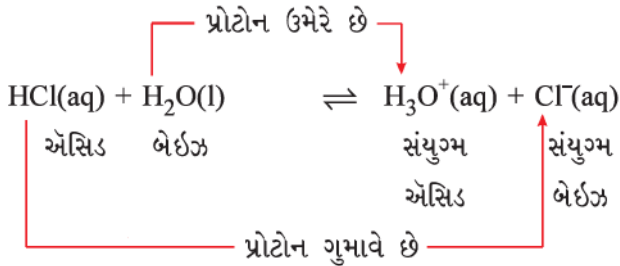 પ્રોટોન ઉમેરે છે
HCl(aq) + H₂O(l) ⇌ H₃O⁺(aq) + Cl⁻(aq)
ઍસિડ બેઇઝ સંયુગ્મ સંયુગ્મ
ઍસિડ બેઇઝ
પ્રોટોન ગુમાવે છે